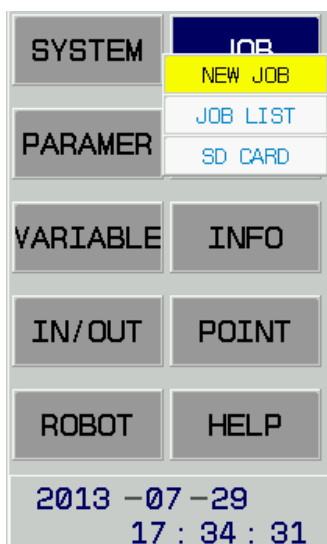 SYSTEM JOB
NEW JOB
JOB LIST
PARAMER
SD CARD
VARIABLE INFO
IN/OUT POINT
ROBOT HELP
2013 -07 -29
17 : 34 : 31